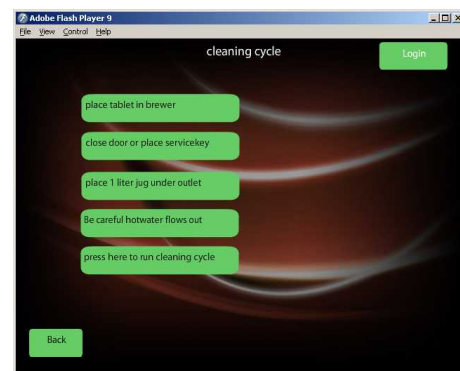 Adobe Flash Player 9
File View Control Help
cleaning cycle
Login
place tablet in brewer
close door or place servicekey
place 1 liter jug under outlet
Be careful hotwater flows out
press here to run cleaning cycle
Back